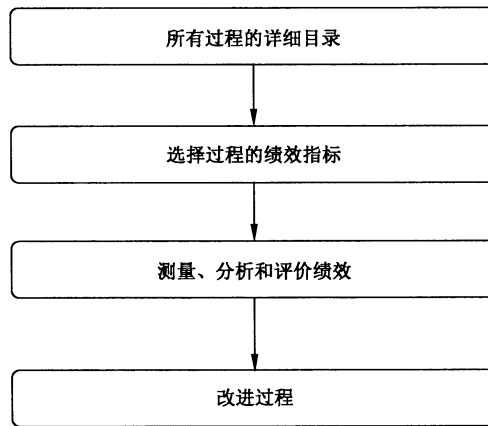 所有过程的详细目录
选择过程的绩效指标
测量、分析和评价绩效
改进过程